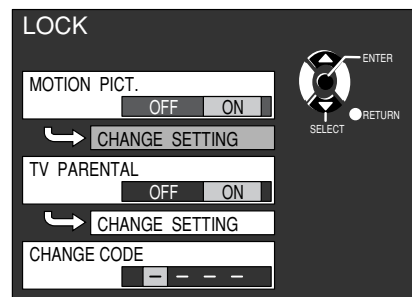 LOCK
ENTER
RETURN
SELECT
MOTION PICT.
OFF ON
CHANGE SETTING
TV PARENTAL
OFF ON
CHANGE SETTING
CHANGE CODE
– – – –